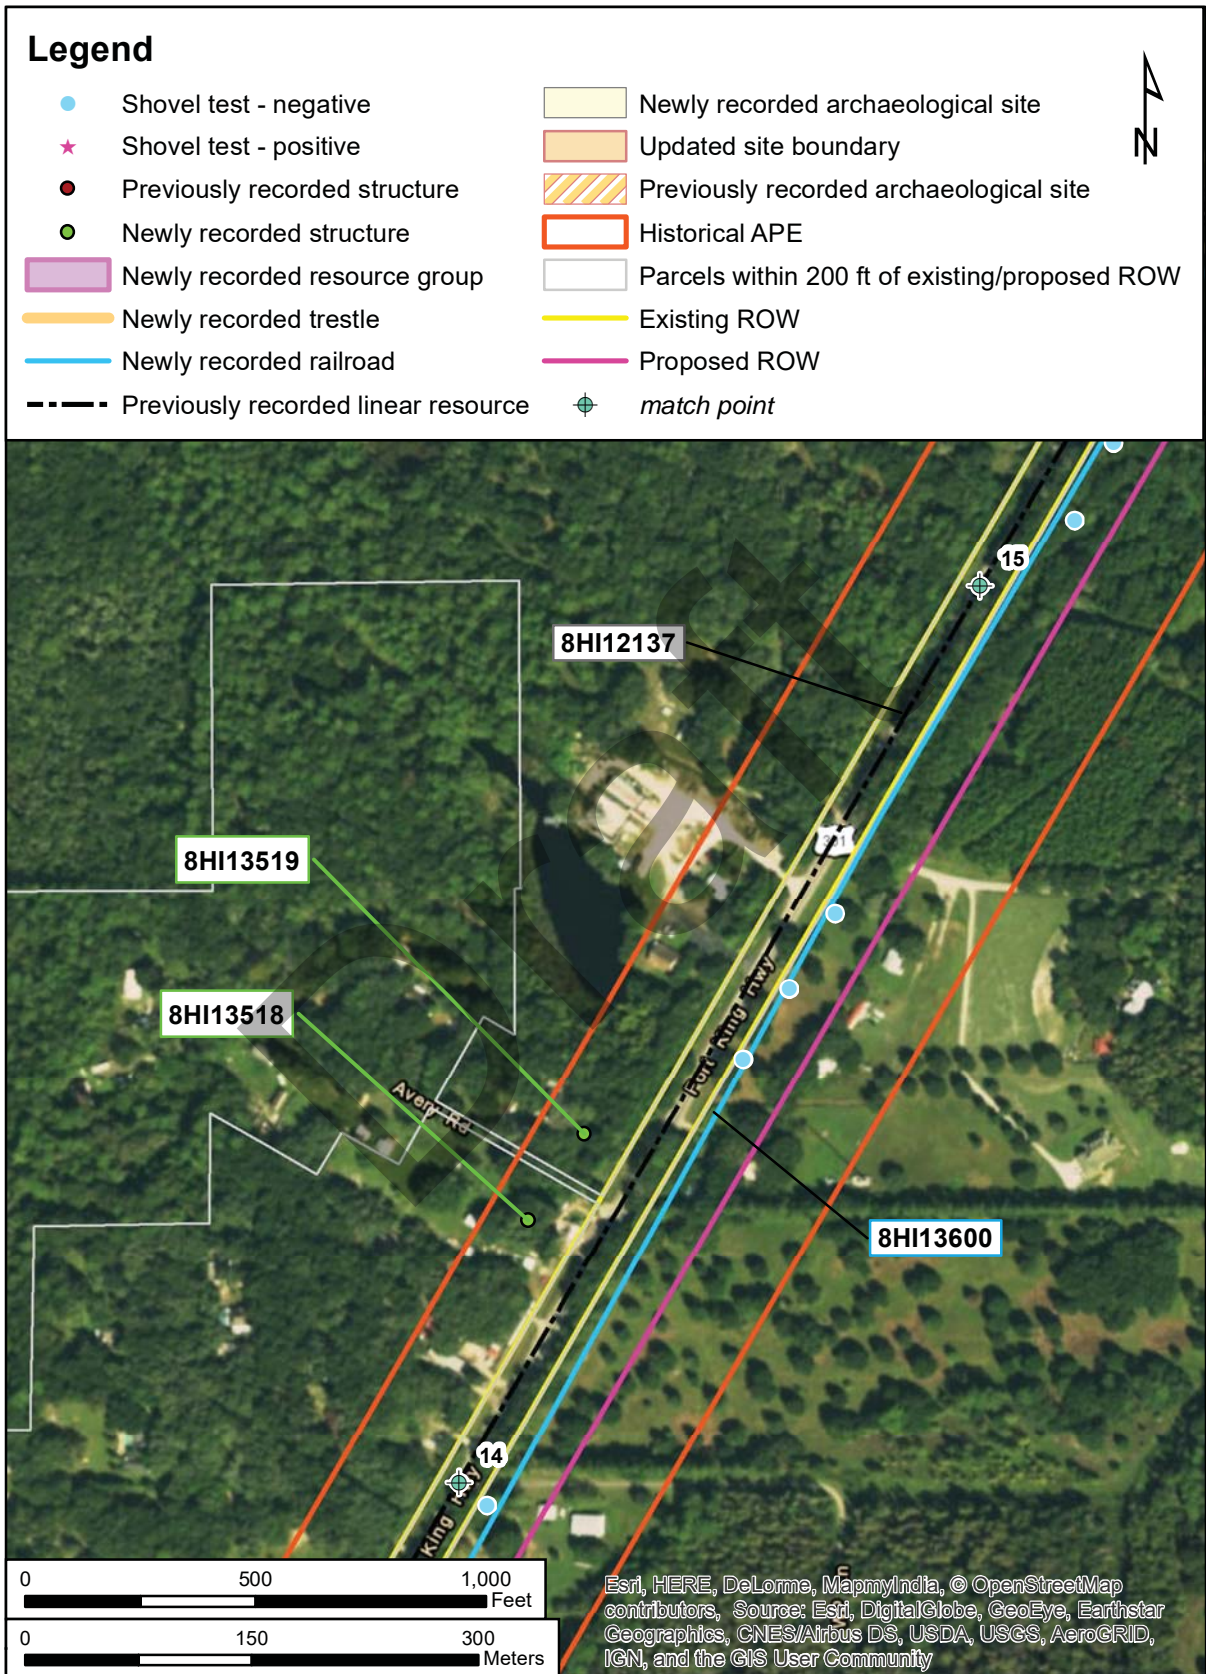 Legend
Shovel test - negative
Shovel test - positive
Previously recorded structure
Newly recorded structure
Newly recorded resource group
Newly recorded trestle
Newly recorded railroad
Previously recorded linear resource
Newly recorded archaeological site
Updated site boundary
Previously recorded archaeological site
Historical APE
Parcels within 200 ft of existing/proposed ROW
Existing ROW
Proposed ROW
match point
N
15
8HI12137
301
8HI13519
Fort King Hwy
8HI13518
Avery Rd
8HI13600
14
King Hwy
Draft
0 500 1,000
Feet
0 150 300
Meters
Esri, HERE, DeLorme, MapmyIndia, © OpenStreetMap
contributors, Source: Esri, DigitalGlobe, GeoEye, Earthstar
Geographics, CNES/Airbus DS, USDA, USGS, AeroGRID,
IGN, and the GIS User Community